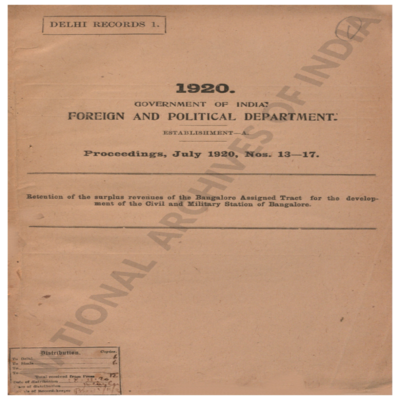 DELHI RECORDS 1.
1920.
GOVERNMENT OF INDIA.
FOREIGN AND POLITICAL DEPARTMENT.
ESTABLISHMENT—A.
Proceedings, July 1920, Nos. 13—17.
Retention of the surplus revenues of the Bangalore Assigned Tract for the develop-
ment of the Civil and Military Station of Bangalore.
NATIONAL ARCHIVES OF INDIA
Distribution.